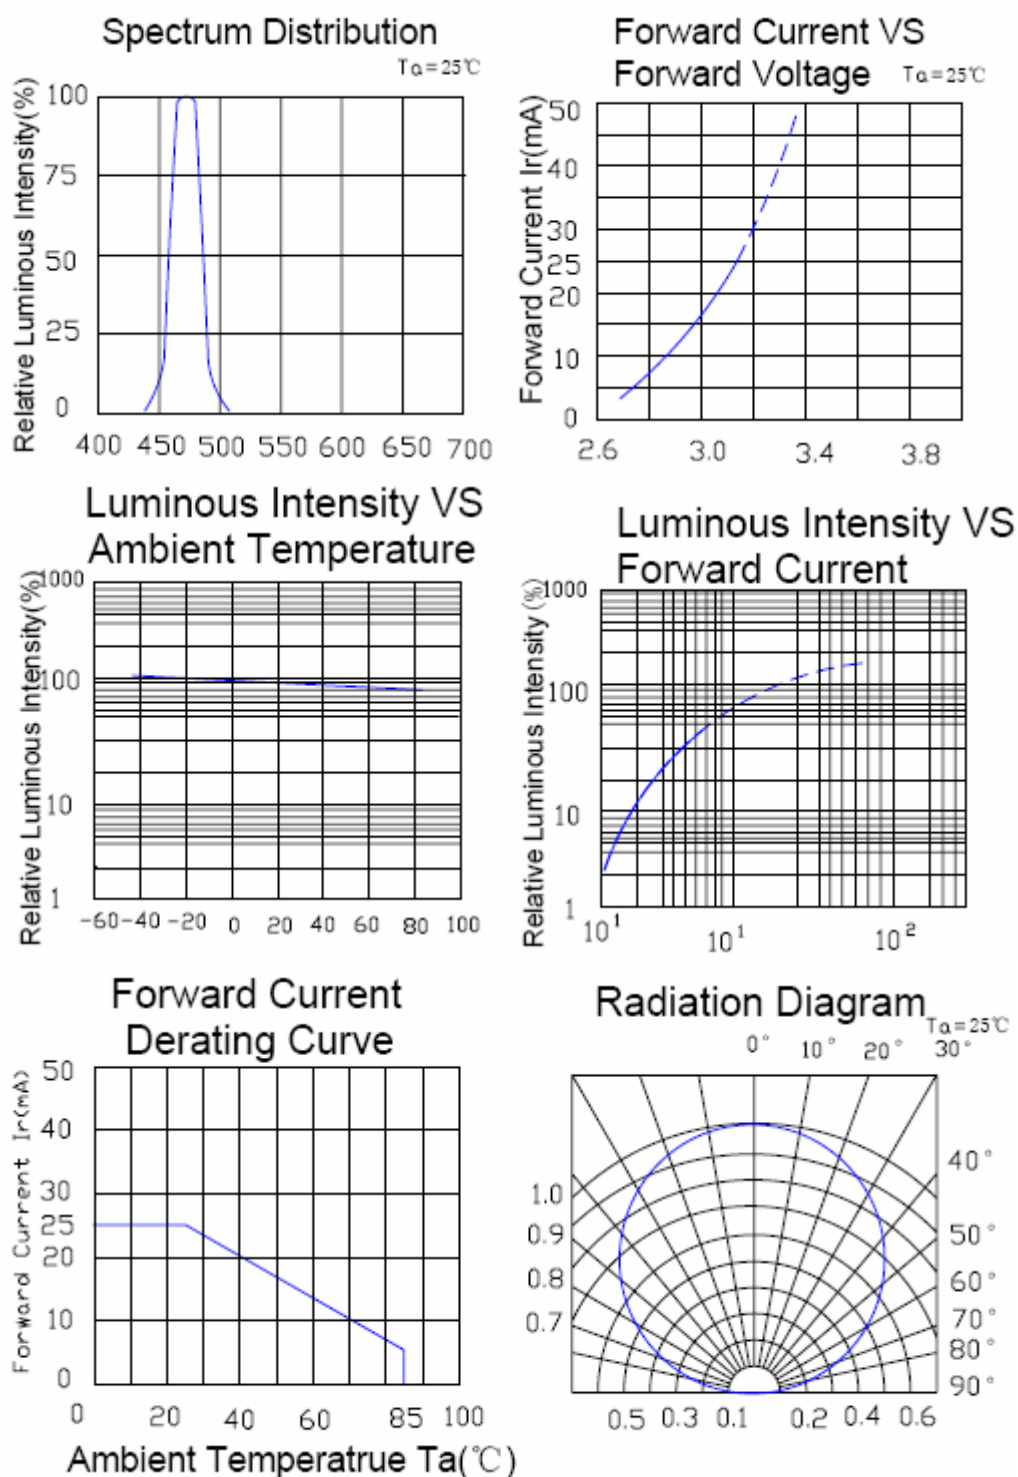 Spectrum Distribution
Ta=25℃
Relative Luminous Intensity(%)
100
75
50
25
0
400 450 500 550 600 650 700
Forward Current VS
Forward Voltage Ta=25℃
Forward Current Ir(mA)
50
40
30
25
20
10
0
2.6 3.0 3.4 3.8
Luminous Intensity VS
Ambient Temperature
Relative Luminous Intensity(%)
1000
100
10
1
-60 -40 -20 0 20 40 60 80 100
Luminous Intensity VS
Forward Current
Relative Luminous Intensity (%)
1000
100
10
1
10¹ 10¹ 10²
Forward Current
Derating Curve
Forward Current Ir(mA)
50
40
30
25
20
10
0
0 20 40 60 85 100
Ambient Temperatrue Ta(℃)
Radiation Diagram
Ta=25℃
0° 10° 20° 30°
40°
50°
60°
70°
80°
90°
1.0
0.9
0.8
0.7
0.5 0.3 0.1 0.2 0.4 0.6